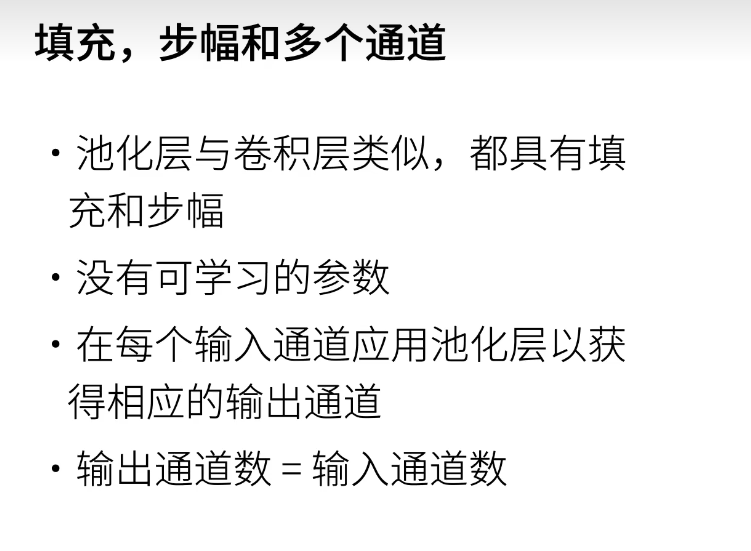 填充，步幅和多个通道
• 池化层与卷积层类似，都具有填
充和步幅
• 没有可学习的参数
• 在每个输入通道应用池化层以获
得相应的输出通道
• 输出通道数 = 输入通道数